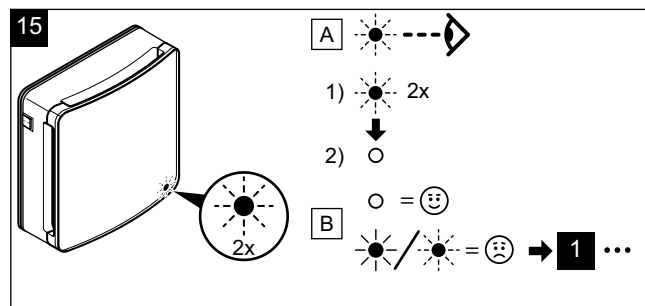 15
2x
A
1) 2x
2)
=
B
/ = 1 ...